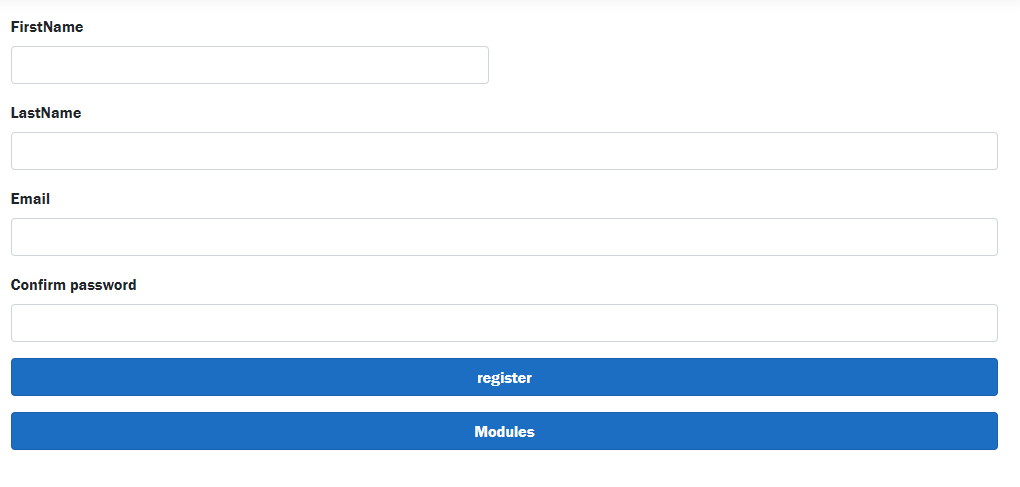 FirstName
LastName
Email
Confirm password
register
Modules